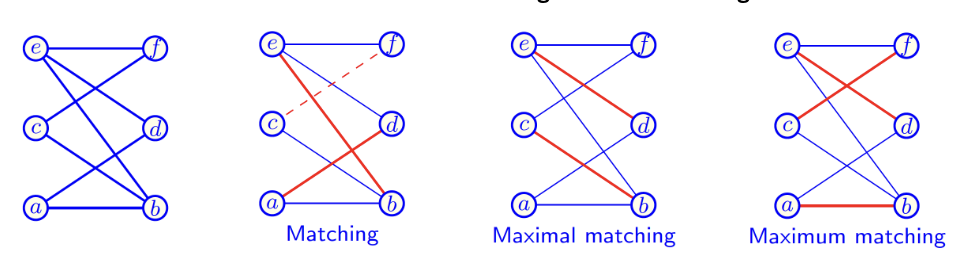 e f e f e f e f
c d c d c d c d
a b a b a b a b
Matching Maximal matching Maximum matching